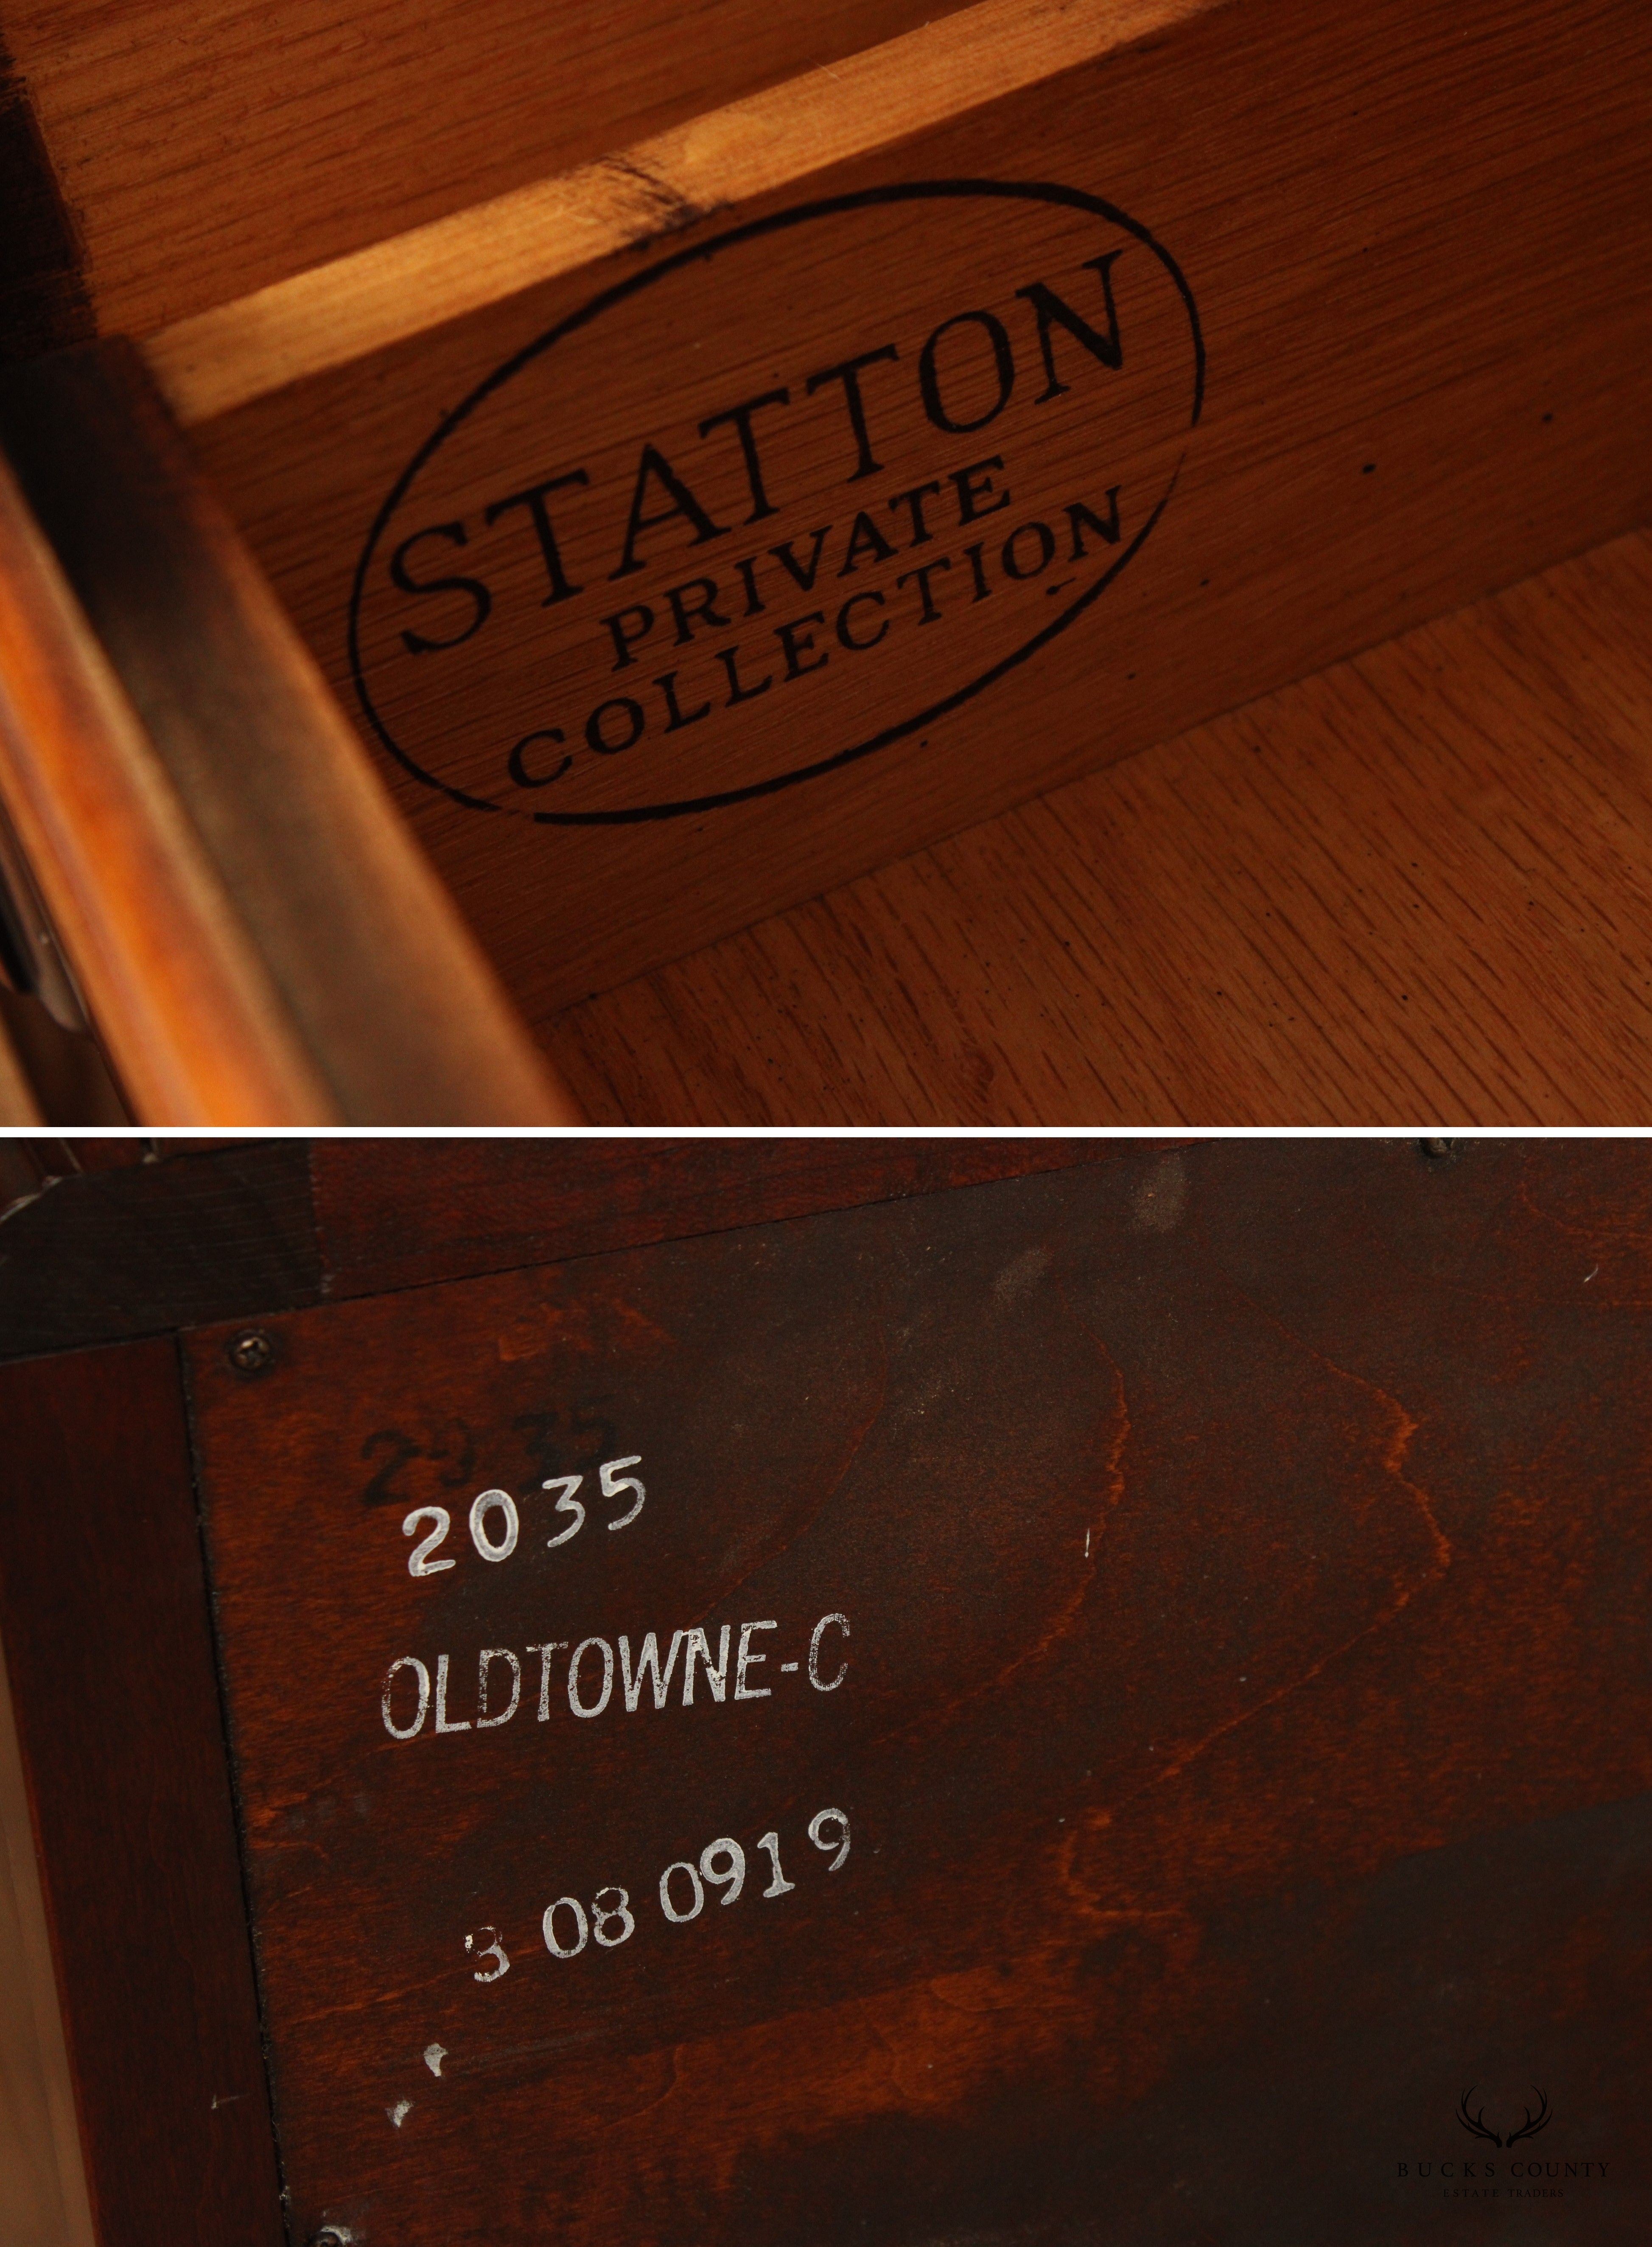 STATTON
PRIVATE
COLLECTION
2035
2035
OLDTOWNE-C
3 08 0919
BUCKS COUNTY
ESTATE TRADERS